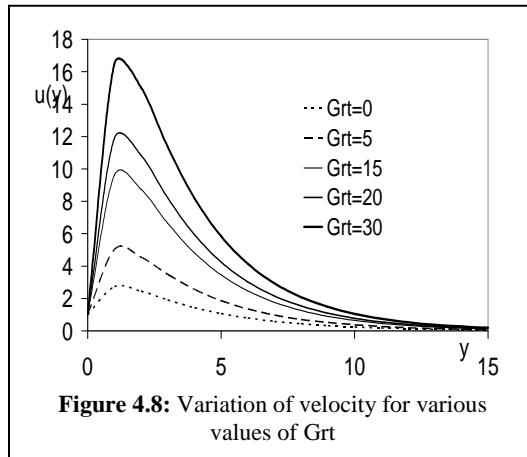 18
16
u(y)
14
12
10
8
6
4
2
0
Grt=0
Grt=5
Grt=15
Grt=20
Grt=30
y
0 5 10 15
Figure 4.8: Variation of velocity for various
values of Grt